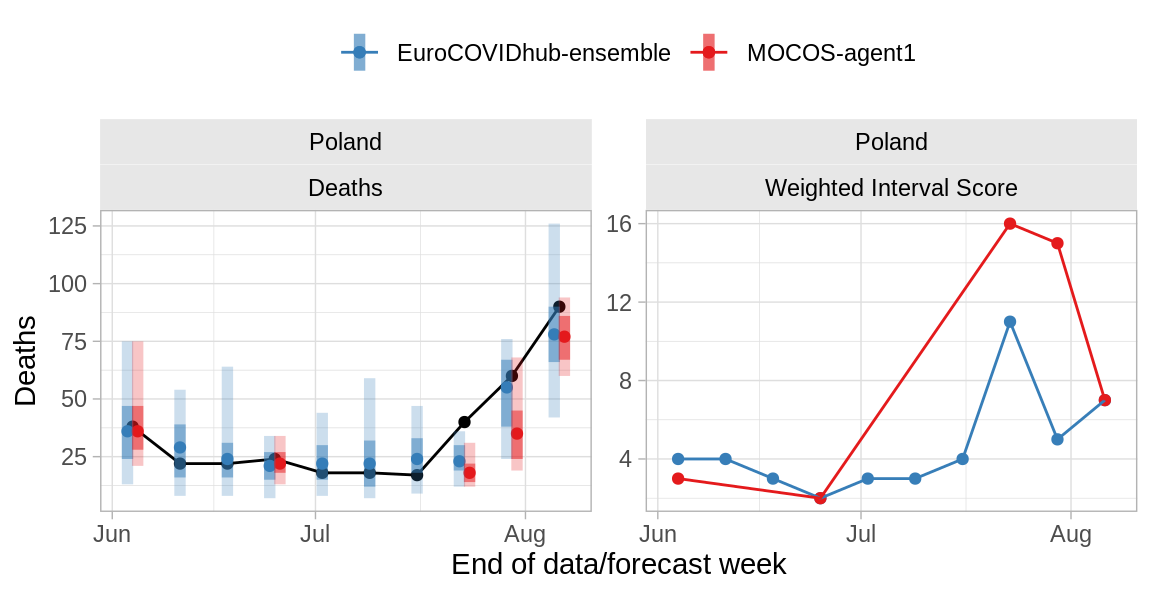 EuroCOVIDhub-ensemble MOCOS-agent1
Poland
Deaths
Deaths
125
100
75
50
25
Jun Jul Aug
Poland
Weighted Interval Score
16
12
8
4
Jun Jul Aug
End of data/forecast week